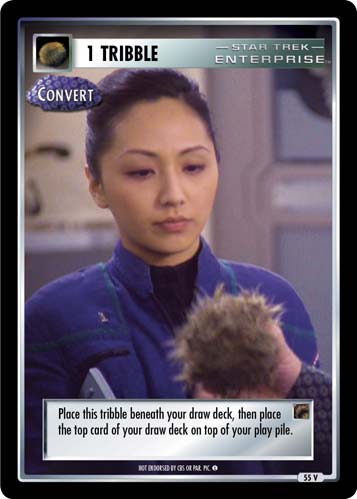 1 TRIBBLE
STAR TREK
ENTERPRISE™
CONVERT
Place this tribble beneath your draw deck, then place
the top card of your draw deck on top of your play pile.
NOT ENDORSED BY CBS OR PAR. PIC.
55 V